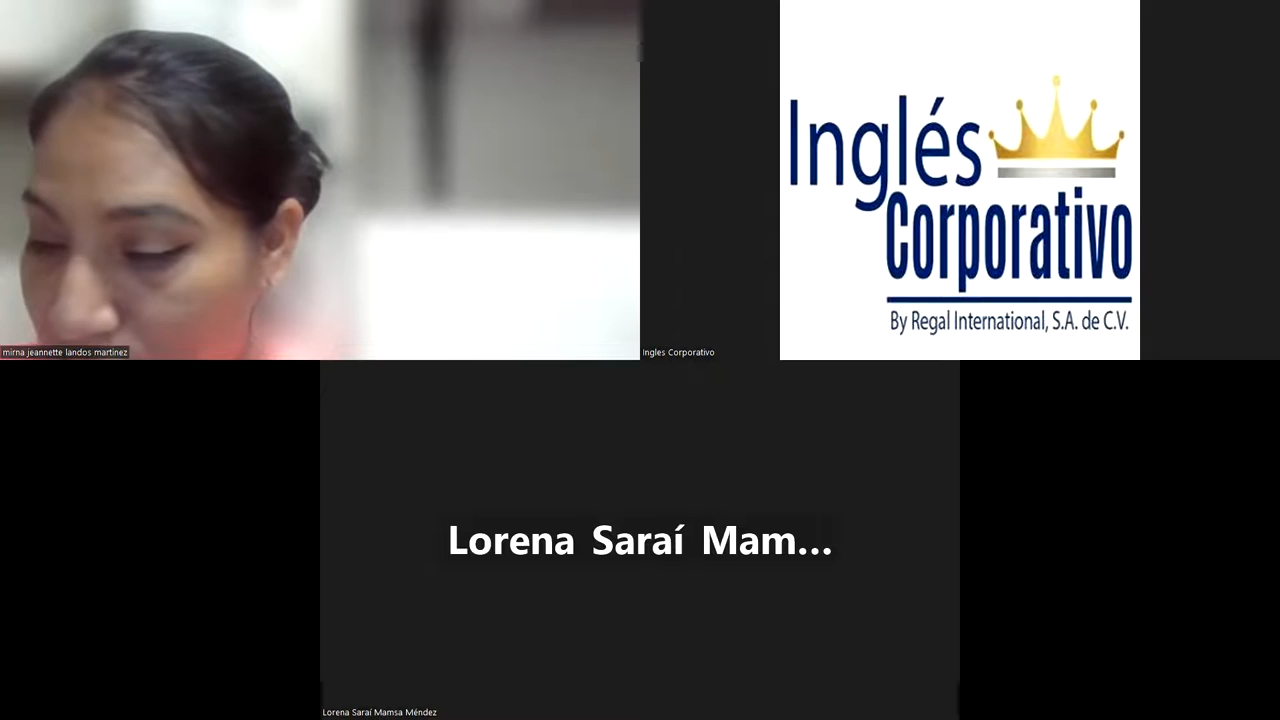 mirna jeannette landos martinez
Inglés
Corporativo
By Regal International, S.A. de C.V.
Ingles Corporativo
Lorena Saraí Mam...
Lorena Saraí Mamsa Méndez